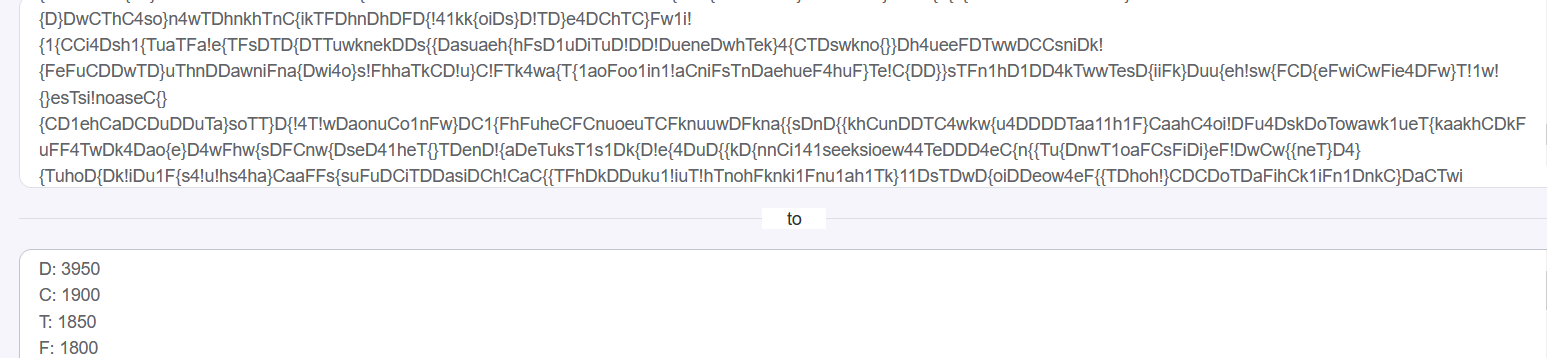 {D}DwCThC4so}n4wTDhnkhTnC{ikTFDhnDhDFD{!41kk{oiDs}D!TD}e4DChTC}Fw1i!
{1{CCi4Dsh1{TuaTFa!e{TFsDTD{DTTuwknekDDs{{Dasuaeh{hFsD1uDiTuD!DD!DueneDwhTek}4{CTDswkno{}}Dh4ueeFDTwwDCCsniDk!
{FeFuCDDwTD}uThnDDawniFna{Dwi4o}s!FhhaTkCD!u}C!FTk4wa{T{1aoFoo1in1!aCniFsTnDaehueF4huF}Te!C{DD}}sTFn1hD1DD4kTwwTesD{iiFk}Duu{eh!sw{FCD{eFwiCwFie4DFw}T!1w!
{}esTsi!noaseC{}
{CD1ehCaDCDuDDuTa}soTT}D{!4T!wDaonuCo1nFw}DC1{FhFuheCFCnuoeuTCFknuuwDFkna{{sDnD{{khCunDDTC4wkw{u4DDDDTaa11h1F}CaahC4oi!DFu4DskDoTowawk1ueT{kaakhCDkF
uFF4TwDk4Dao{e}D4wFhw{sDFCnw{DseD41heT{}TDenD!{aDeTuksT1s1Dk{D!e{4DuD{{kD{nnCi141seeksioew44TeDDD4eC{n{{Tu{DnwT1oaFCsFiDi}eF!DwCw{{neT}D4}
{TuhoD{Dk!iDu1F{s4!u!hs4ha}CaaFFs{suFuDCiTDDasiDCh!CaC{{TFhDkDDuku1!iuT!hTnohFknki1Fnu1ah1Tk}11DsTDwD{oiDDeow4eF{{TDhoh!}CDCDoTDaFihCk1iFn1DnkC}DaCTwi
to
D: 3950
C: 1900
T: 1850
F: 1800